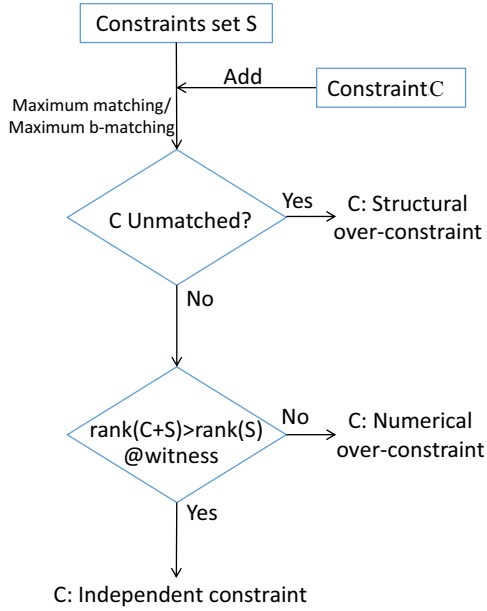 Constraints set S
Add
Constraint C
Maximum matching/
Maximum b-matching
C Unmatched?
Yes
C: Structural
over-constraint
No
rank(C+S)>rank(S)
@witness
No
C: Numerical
over-constraint
Yes
C: Independent constraint